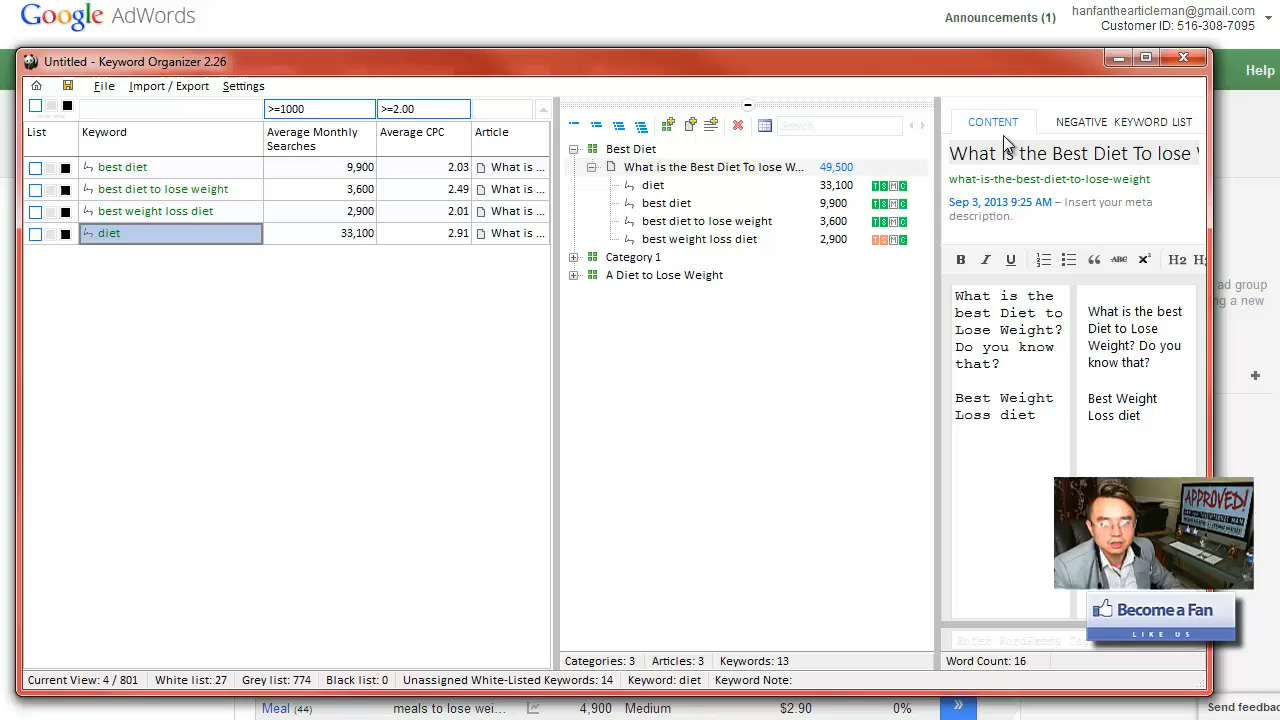 Google AdWords
Announcements (1)
hanfanthearticleman@gmail.com
Customer ID: 516-308-7095
Help
Untitled - Keyword Organizer 2.26
File Import / Export Settings
>=1000 >=2.00
List Keyword Average Monthly Searches Average CPC Article
best diet 9,900 2.03 What is ...
best diet to lose weight 3,600 2.49 What is ...
best weight loss diet 2,900 2.01 What is ...
diet 33,100 2.91 What is ...
Best Diet
What is the Best Diet To lose W... 49,500
diet 33,100 T S M C
best diet 9,900 T S M C
best diet to lose weight 3,600 T S M C
best weight loss diet 2,900 T S M C
Category 1
A Diet to Lose Weight
CONTENT NEGATIVE KEYWORD LIST
What is the Best Diet To lose
what-is-the-best-diet-to-lose-weight
Sep 3, 2013 9:25 AM – Insert your meta
description.
B I U ABC X² H2
What is the
best Diet to
Lose Weight?
Do you know
that?
Best Weight
Loss diet
What is the best
Diet to Lose
Weight? Do you
know that?
Best Weight
Loss diet
ad group
ng a new
APPROVED!
Become a Fan
LIKE US
Categories: 3 Articles: 3 Keywords: 13
Word Count: 16
Current View: 4 / 801 White list: 27 Grey list: 774 Black list: 0 Unassigned White-Listed Keywords: 14 Keyword: diet Keyword Note:
Meal (44) meals to lose wei... 4,900 Medium $2.90 0% »
Send feedbac